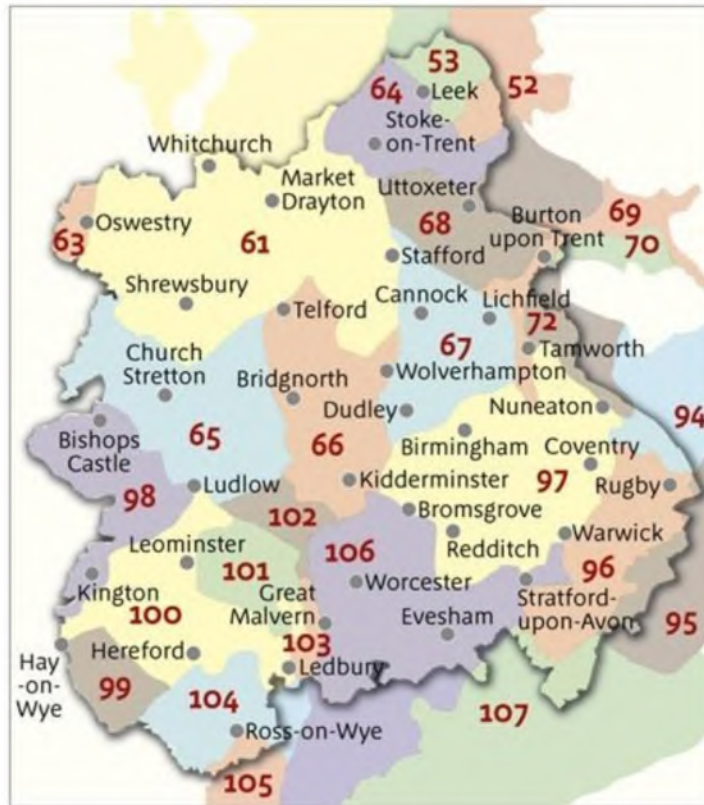 53
64
Leek
52
Stoke-
on-Trent
Whitchurch
Market
Drayton
Uttoxeter
69
63
Oswestry
61
68
Burton
upon Trent
70
Stafford
Shrewsbury
Telford
Cannock
Lichfield
72
67
Tamworth
Church
Stretton
Bridgnorth
Wolverhampton
Dudley
Nuneaton
94
Bishops
Castle
65
66
Birmingham
Coventry
98
Ludlow
Kidderminster
97
Rugby
102
Bromsgrove
Leominster
106
Redditch
Warwick
101
96
Kington
Great
Malvern
Worcester
Stratford-
upon-Avon
100
Evesham
95
Hay
-on-
Wye
Hereford
103
Ledbury
99
104
107
Ross-on-Wye
105